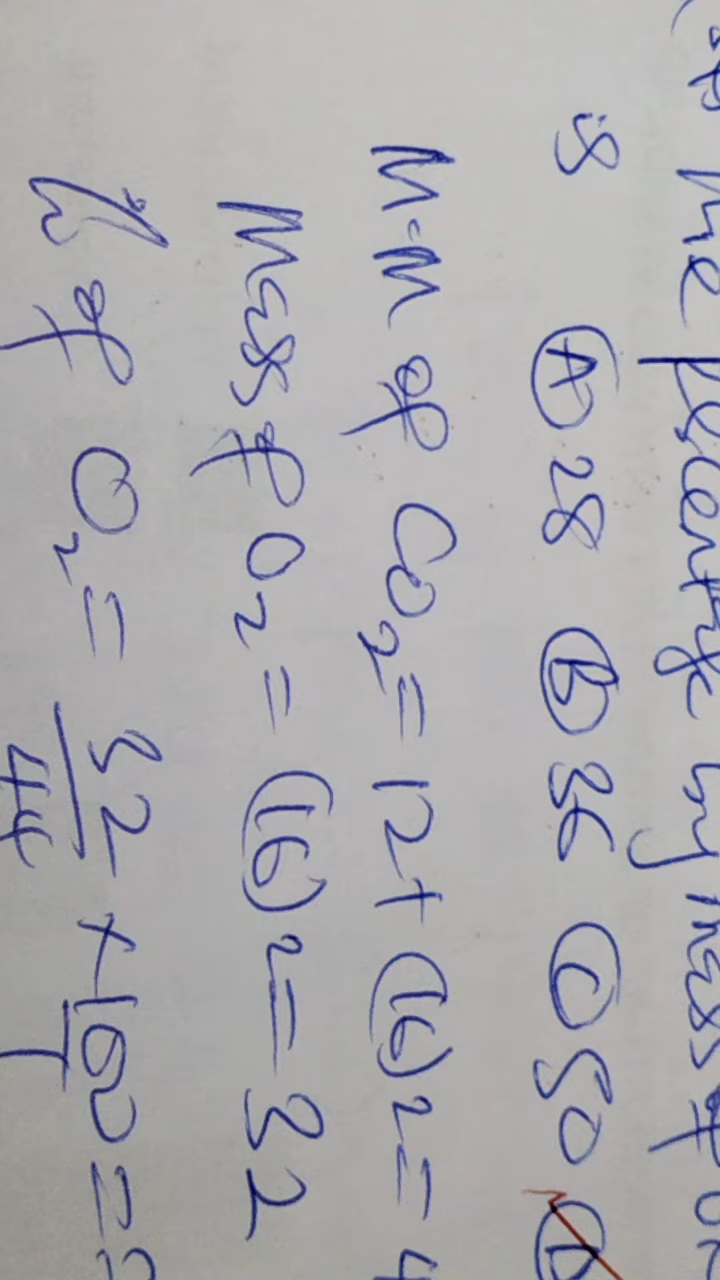 The percentage by mass of
is (A) 28 (B) 36 (C) 50
M.M of CO₂ = 12 + (16)2 = 4
Mass of O₂ = (16)2 = 32
% of O₂ = 32/44 × 100/1 =